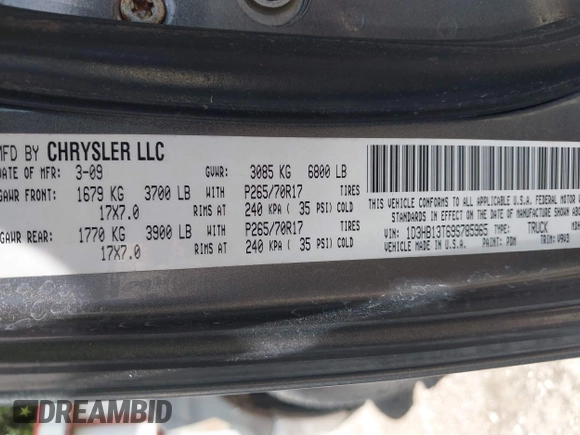 MFD BY CHRYSLER LLC
DATE OF MFR: 3-09 GVWR: 3085 KG 6800 LB
GAWR FRONT: 1679 KG 3700 LB WITH P265/70R17 TIRES
17X7.0 RIMS AT 240 KPA ( 35 PSI) COLD
GAWR REAR: 1770 KG 3900 LB WITH P265/70R17 TIRES
17X7.0 RIMS AT 240 KPA ( 35 PSI) COLD
THIS VEHICLE CONFORMS TO ALL APPLICABLE U.S.A. FEDERAL MOTOR
STANDARDS IN EFFECT ON THE DATE OF MANUFACTURE
VIN: 1D3HB13T69S785965 TYPE: TRUCK MDH
VEHICLE MADE IN U.S.A. PAINT: PDM TRIM:
DREAMBID